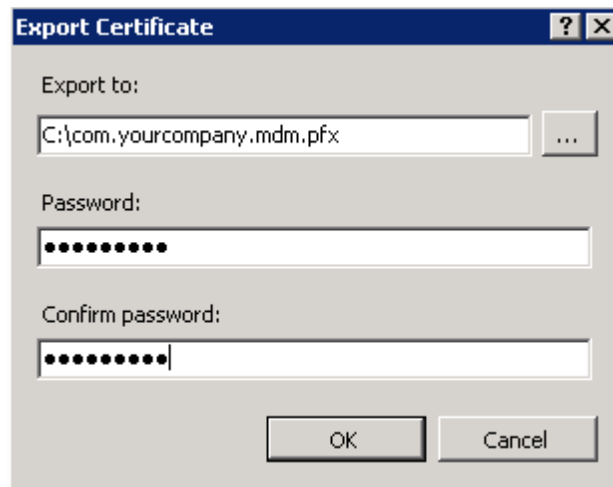 Export Certificate
Export to:
C:\com.yourcompany.mdm.pfx
...
Password:
●●●●●●●●●
Confirm password:
●●●●●●●●●
OK
Cancel